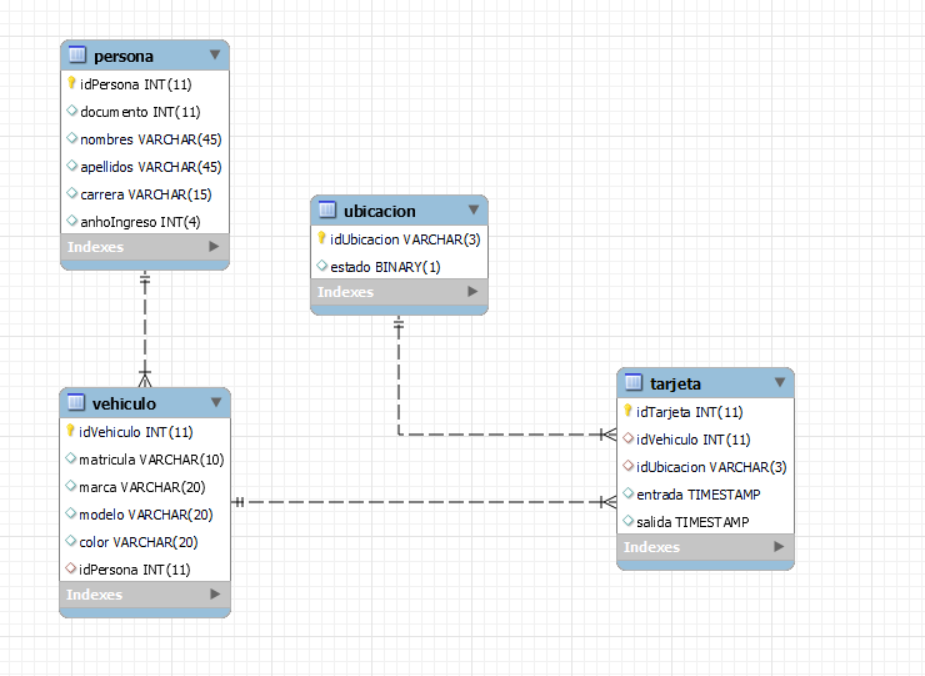 persona
idPersona INT(11)
documento INT(11)
nombres VARCHAR(45)
apellidos VARCHAR(45)
carrera VARCHAR(15)
anhoIngreso INT(4)
Indexes
ubicacion
idUbicacion VARCHAR(3)
estado BINARY(1)
Indexes
vehiculo
idVehiculo INT(11)
matricula VARCHAR(10)
marca VARCHAR(20)
modelo VARCHAR(20)
color VARCHAR(20)
idPersona INT(11)
Indexes
tarjeta
idTarjeta INT(11)
idVehiculo INT(11)
idUbicacion VARCHAR(3)
entrada TIMESTAMP
salida TIMESTAMP
Indexes